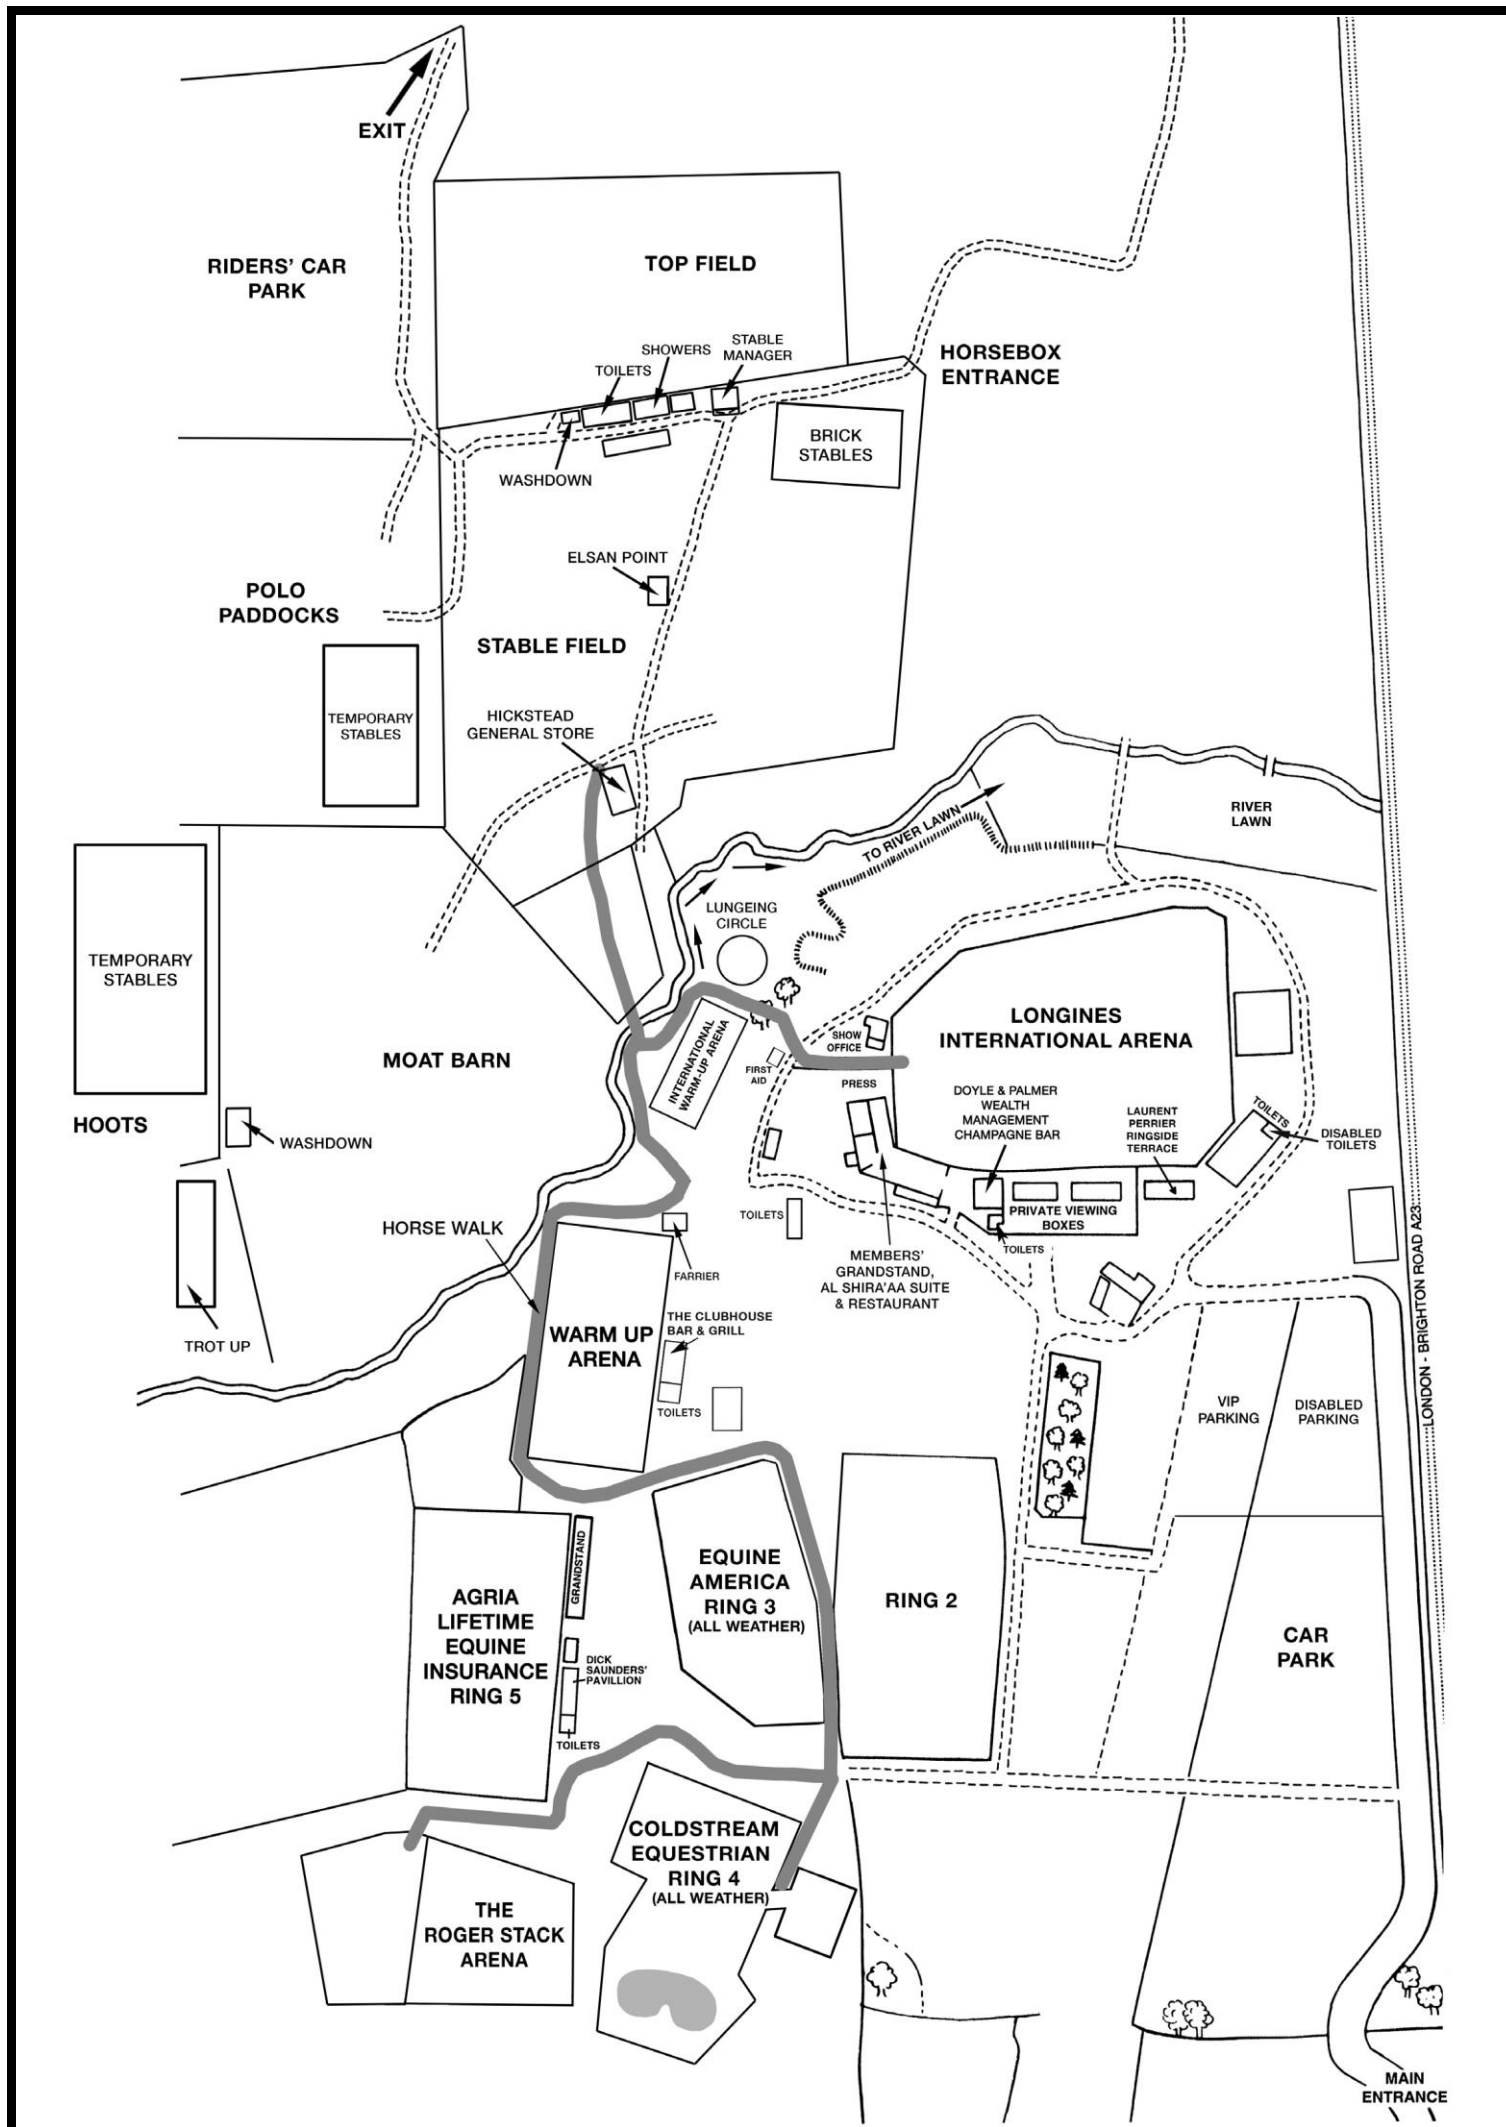 EXIT
RIDERS' CAR
PARK
TOP FIELD
STABLE
MANAGER
SHOWERS
TOILETS
HORSEBOX
ENTRANCE
BRICK
STABLES
WASHDOWN
ELSAN POINT
POLO
PADDOCKS
STABLE FIELD
TEMPORARY
STABLES
HICKSTEAD
GENERAL STORE
RIVER
LAWN
TO RIVER LAWN
LUNGEING
CIRCLE
TEMPORARY
STABLES
LONGINES
INTERNATIONAL ARENA
SHOW
OFFICE
INTERNATIONAL
WARM-UP ARENA
MOAT BARN
FIRST
AID
PRESS
DOYLE & PALMER
WEALTH
MANAGEMENT
CHAMPAGNE BAR
LAURENT
PERRIER
RINGSIDE
TERRACE
TOILETS
DISABLED
TOILETS
HOOTS
WASHDOWN
HORSE WALK
TOILETS
PRIVATE VIEWING
BOXES
TOILETS
FARRIER
MEMBERS'
GRANDSTAND,
AL SHIRA'AA SUITE
& RESTAURANT
LONDON - BRIGHTON ROAD A23
TROT UP
WARM UP
ARENA
THE CLUBHOUSE
BAR & GRILL
TOILETS
VIP
PARKING
DISABLED
PARKING
GRANDSTAND
AGRIA
LIFETIME
EQUINE
INSURANCE
RING 5
EQUINE
AMERICA
RING 3
(ALL WEATHER)
RING 2
CAR
PARK
DICK
SAUNDERS'
PAVILLION
TOILETS
COLDSTREAM
EQUESTRIAN
RING 4
(ALL WEATHER)
THE
ROGER STACK
ARENA
MAIN
ENTRANCE